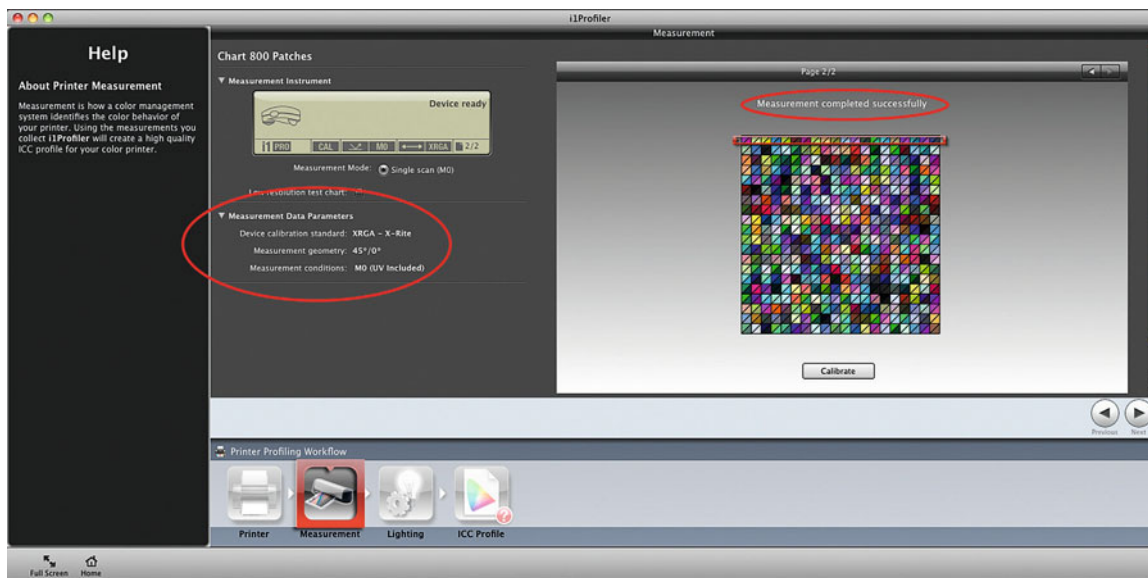 i1Profiler
Measurement
Help
About Printer Measurement
Measurement is how a color management
system identifies the color behavior of
your printer. Using the measurements you
collect i1Profiler will create a high quality
ICC profile for your color printer.
Chart 800 Patches
Measurement Instrument
Device ready
i1 PRO CAL M0 XRGA 2/2
Measurement Mode: Single scan (M0)
Low resolution test chart:
Measurement Data Parameters
Device calibration standard: XRGA - X-Rite
Measurement geometry: 45°/0°
Measurement conditions: M0 (UV Included)
Page 2/2
Measurement completed successfully
Calibrate
Previous Next
Printer Profiling Workflow
Printer Measurement Lighting ICC Profile
?
Full Screen Home